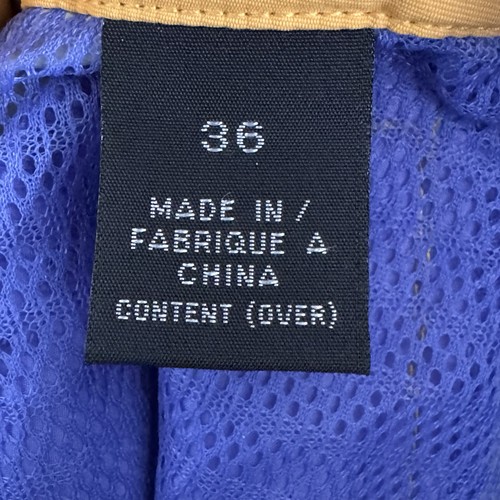 36
MADE IN /
FABRIQUE A
CHINA
CONTENT (OVER)